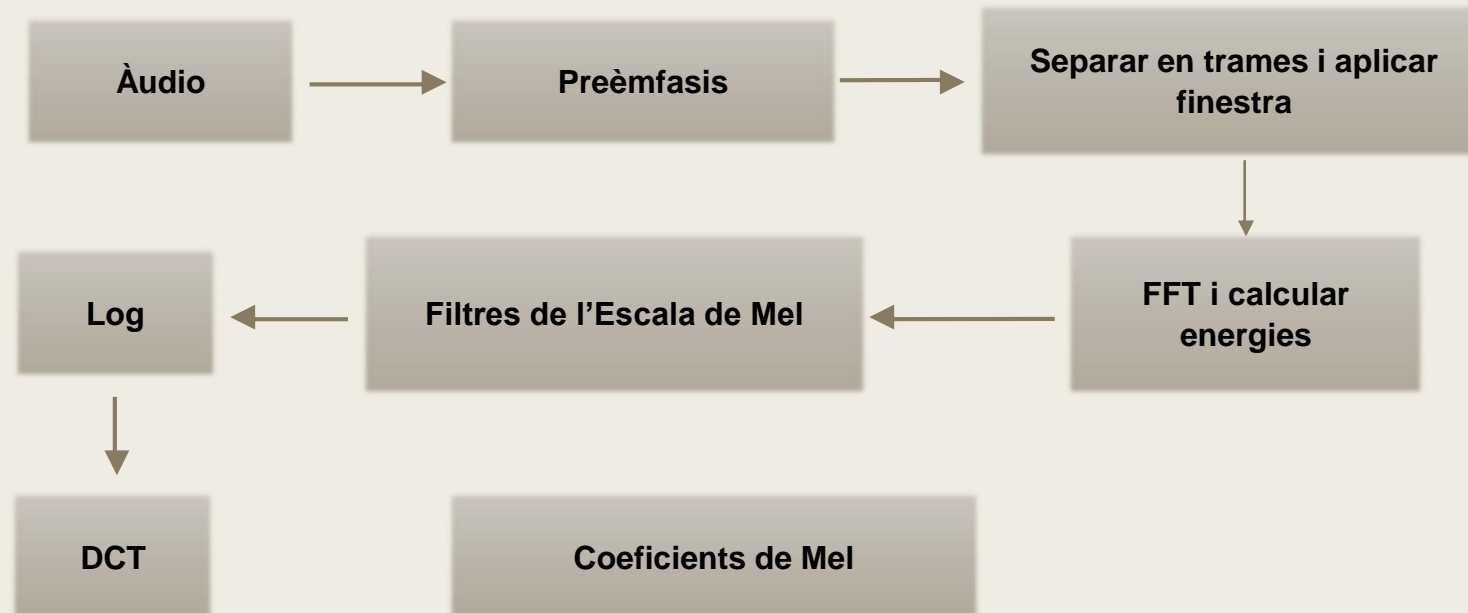 Àudio
Preèmfasis
Separar en trames i aplicar
finestra
FFT i calcular
energies
Filtres de l’Escala de Mel
Log
DCT
Coeficients de Mel